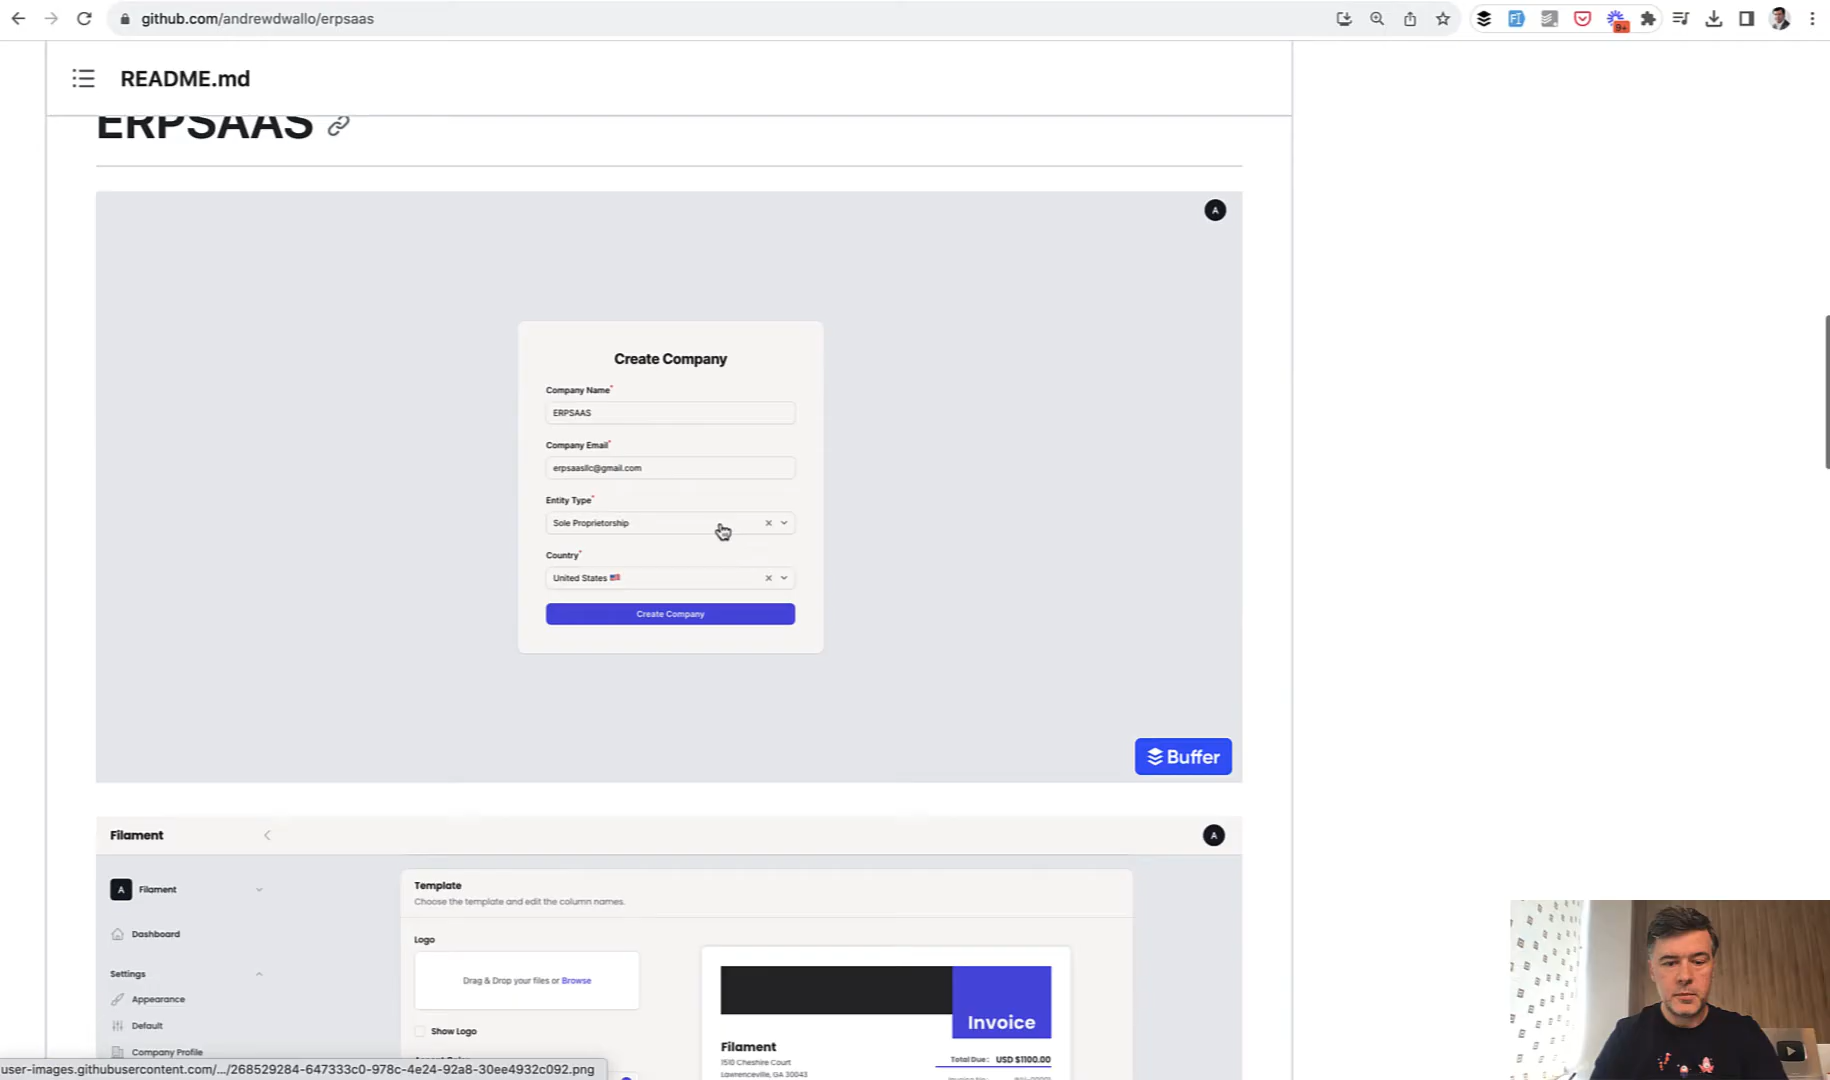 github.com/andrewdwallo/erpsaas
9+
README.md
ERPSAAS
A
Create Company
Company Name*
ERPSAAS
Company Email*
erpsaasllc@gmail.com
Entity Type*
Sole Proprietorship
Country*
United States
Create Company
Buffer
Filament
A
A Filament
Template
Choose the template and edit the column names.
Dashboard
Logo
Settings
Drag & Drop your files or Browse
Appearance
Invoice
Default
Show Logo
Filament
Company Profile
Total Due: USD $1100.00
1510 Cheshire Court
Lawrenceville, GA 30043
user-images.githubusercontent.com/.../268529284-647333c0-978c-4e24-92a8-30ee4932c092.png